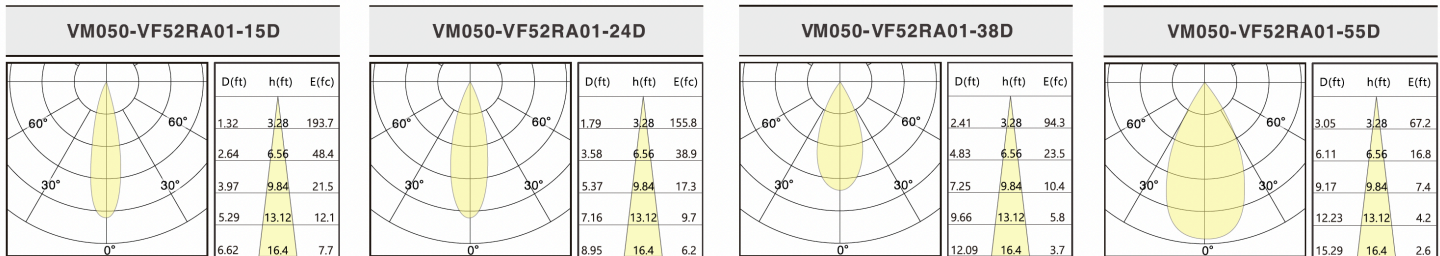 VM050-VF52RA01-15D
60° 60°
30° 30°
0°
D(ft) h(ft) E(fc)
1.32 3.28 193.7
2.64 6.56 48.4
3.97 9.84 21.5
5.29 13.12 12.1
6.62 16.4 7.7
VM050-VF52RA01-24D
60° 60°
30° 30°
0°
D(ft) h(ft) E(fc)
1.79 3.28 155.8
3.58 6.56 38.9
5.37 9.84 17.3
7.16 13.12 9.7
8.95 16.4 6.2
VM050-VF52RA01-38D
60° 60°
30° 30°
0°
D(ft) h(ft) E(fc)
2.41 3.28 94.3
4.83 6.56 23.5
7.25 9.84 10.4
9.66 13.12 5.8
12.09 16.4 3.7
VM050-VF52RA01-55D
60° 60°
30° 30°
0°
D(ft) h(ft) E(fc)
3.05 3.28 67.2
6.11 6.56 16.8
9.17 9.84 7.4
12.23 13.12 4.2
15.29 16.4 2.6